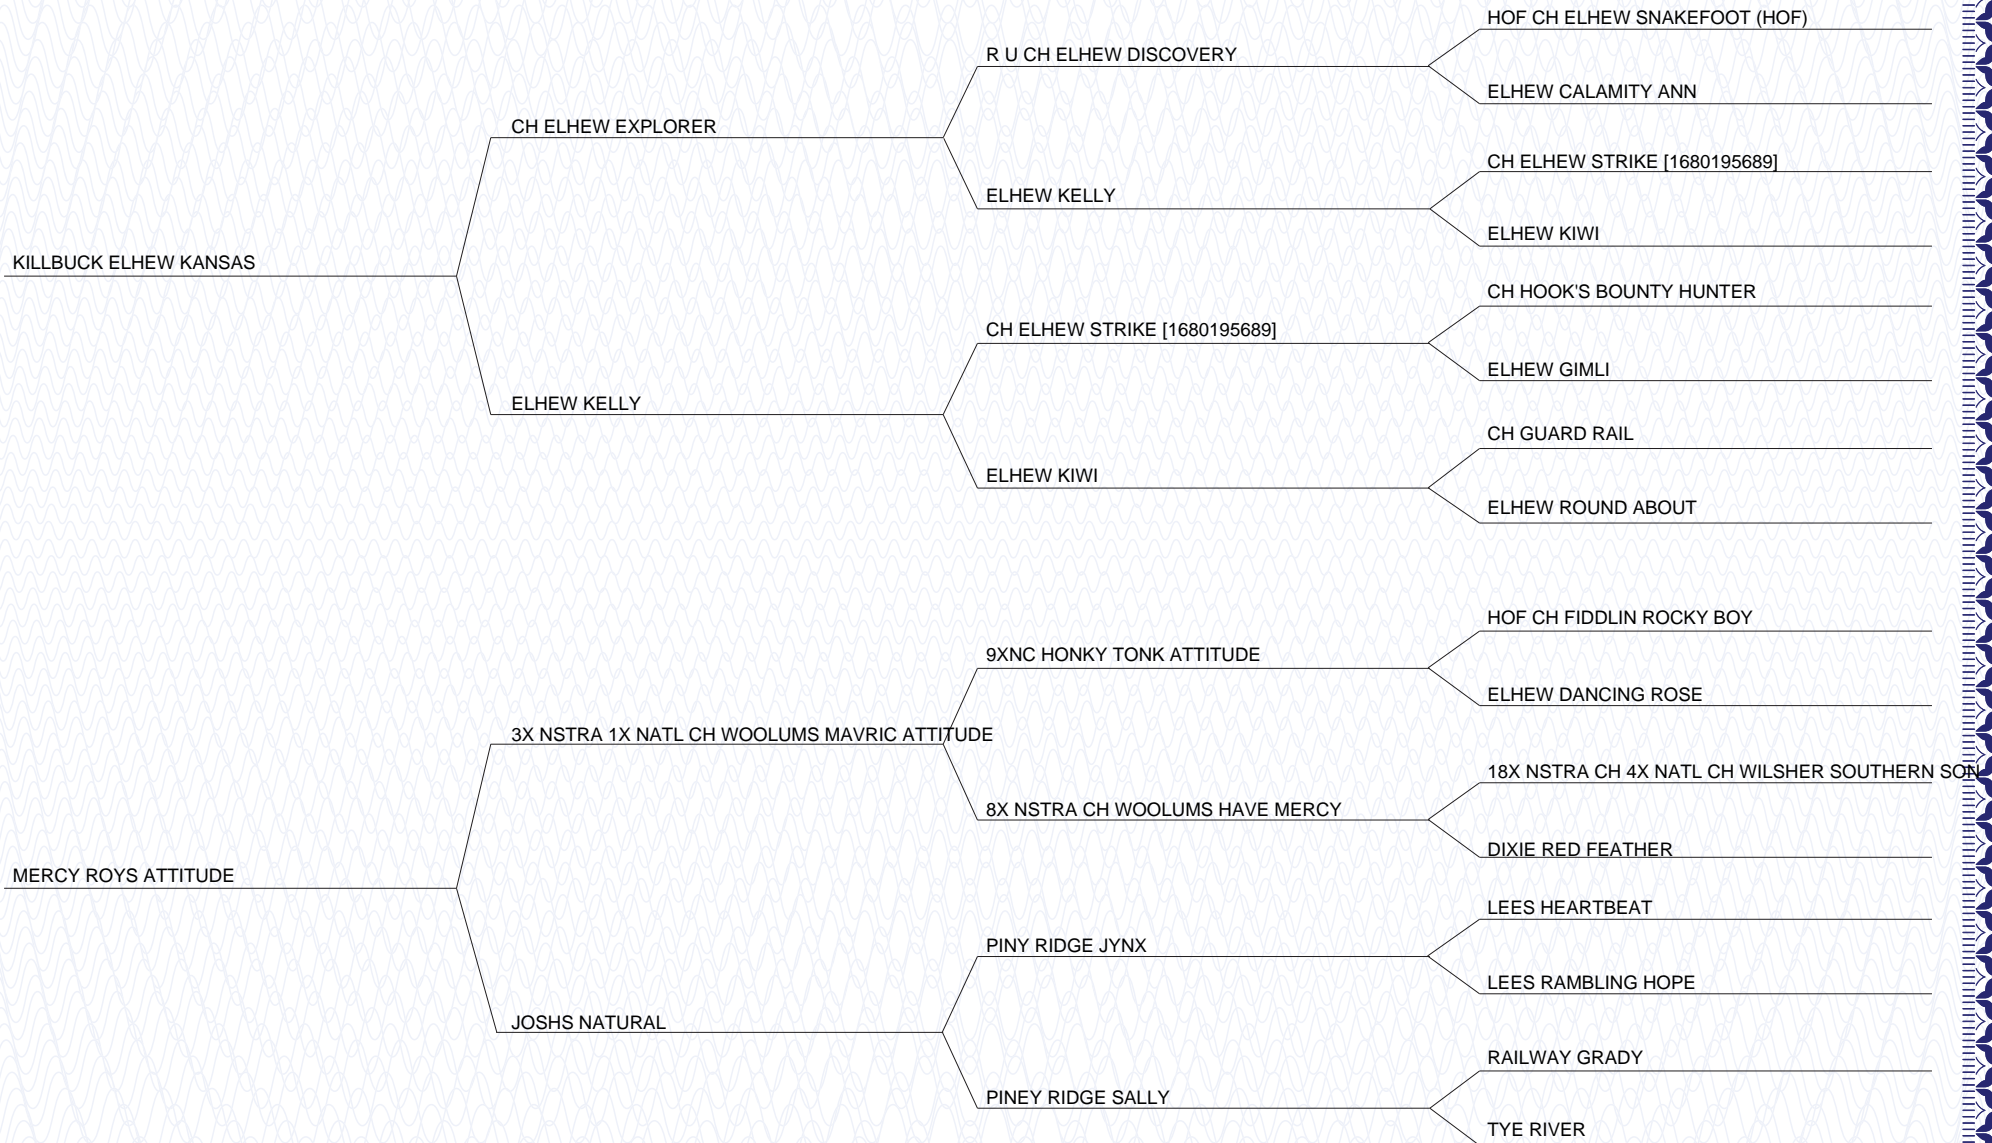 HOF CH ELHEW SNAKEFOOT (HOF)
R U CH ELHEW DISCOVERY
ELHEW CALAMITY ANN
CH ELHEW EXPLORER
CH ELHEW STRIKE [1680195689]
ELHEW KELLY
ELHEW KIWI
KILLBUCK ELHEW KANSAS
CH HOOK'S BOUNTY HUNTER
CH ELHEW STRIKE [1680195689]
ELHEW GIMLI
ELHEW KELLY
CH GUARD RAIL
ELHEW KIWI
ELHEW ROUND ABOUT
HOF CH FIDDLIN ROCKY BOY
9XNC HONKY TONK ATTITUDE
ELHEW DANCING ROSE
3X NSTRA 1X NATL CH WOOLUMS MAVRIC ATTITUDE
18X NSTRA CH 4X NATL CH WILSHER SOUTHERN SON
8X NSTRA CH WOOLUMS HAVE MERCY
DIXIE RED FEATHER
MERCY ROYS ATTITUDE
LEES HEARTBEAT
PINY RIDGE JYNX
LEES RAMBLING HOPE
JOSHS NATURAL
RAILWAY GRADY
PINEY RIDGE SALLY
TYE RIVER